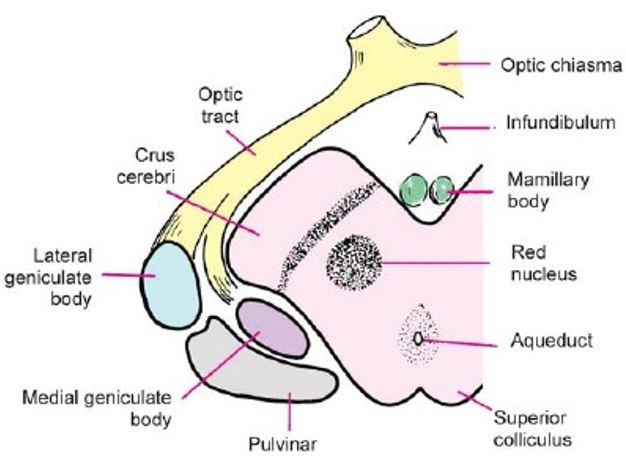 Optic chiasma
Optic
tract
Infundibulum
Crus
cerebri
Mamillary
body
Lateral
geniculate
body
Red
nucleus
Aqueduct
Medial geniculate
body
Superior
colliculus
Pulvinar